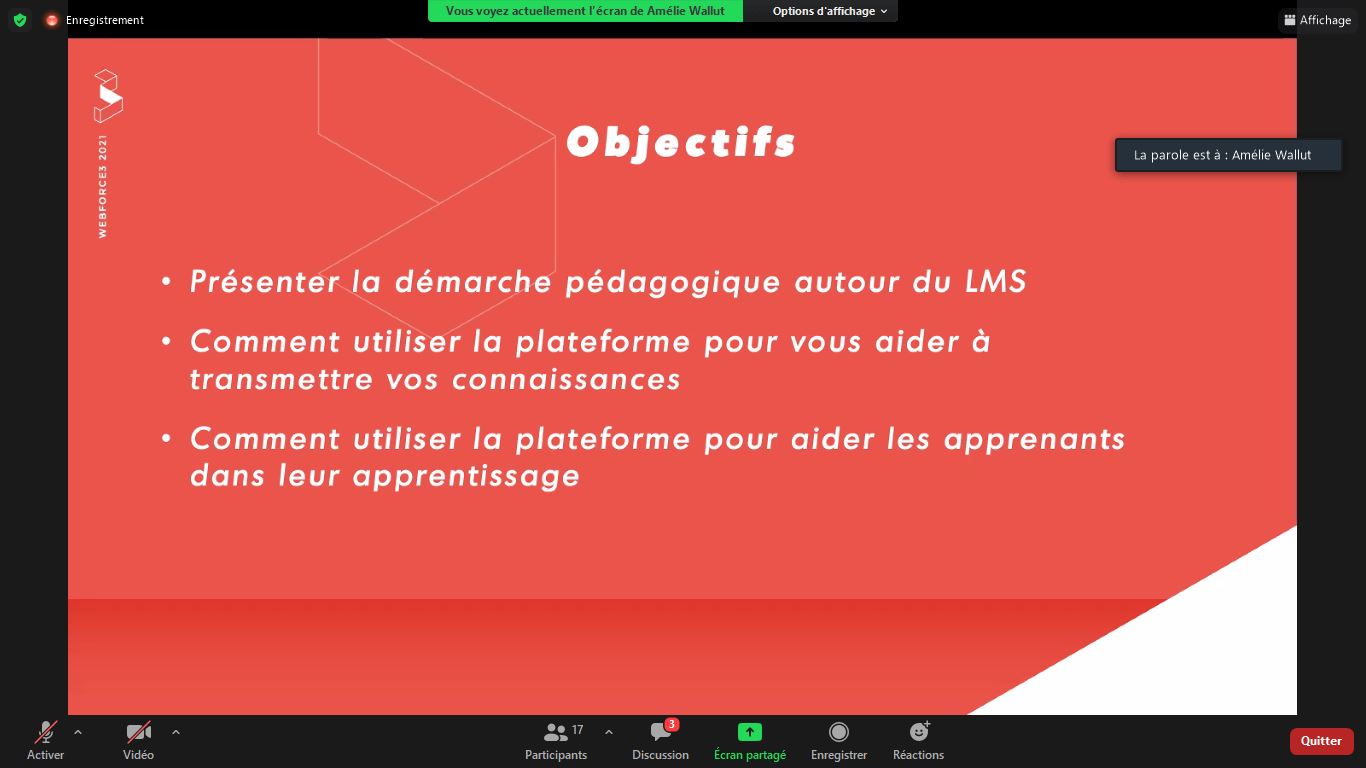 Enregistrement
Vous voyez actuellement l'écran de Amélie Wallut
Options d'affichage
Affichage
WEBFORCE3 2021
Objectifs
La parole est à : Amélie Wallut
• Présenter la démarche pédagogique autour du LMS
• Comment utiliser la plateforme pour vous aider à
transmettre vos connaissances
• Comment utiliser la plateforme pour aider les apprenants
dans leur apprentissage
Activer
Vidéo
17
Participants
3
Discussion
Écran partagé
Enregistrer
Réactions
Quitter